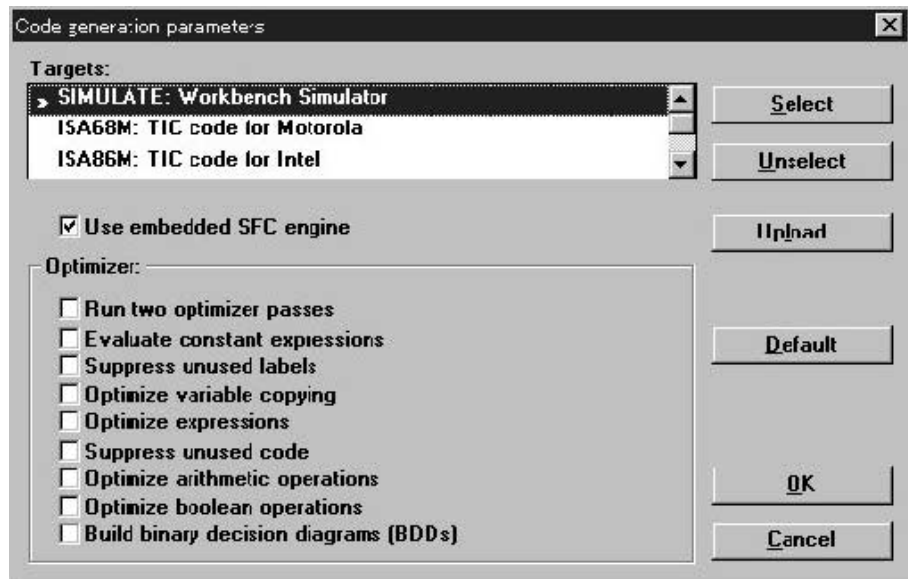 Code generation parameters
Targets:
SIMULATE: Workbench Simulator
ISA68M: TIC code for Motorola
ISA86M: TIC code for Intel
Select
Unselect
Use embedded SFC engine
Upload
Optimizer:
Run two optimizer passes
Evaluate constant expressions
Suppress unused labels
Optimize variable copying
Optimize expressions
Suppress unused code
Optimize arithmetic operations
Optimize boolean operations
Build binary decision diagrams (BDDs)
Default
OK
Cancel